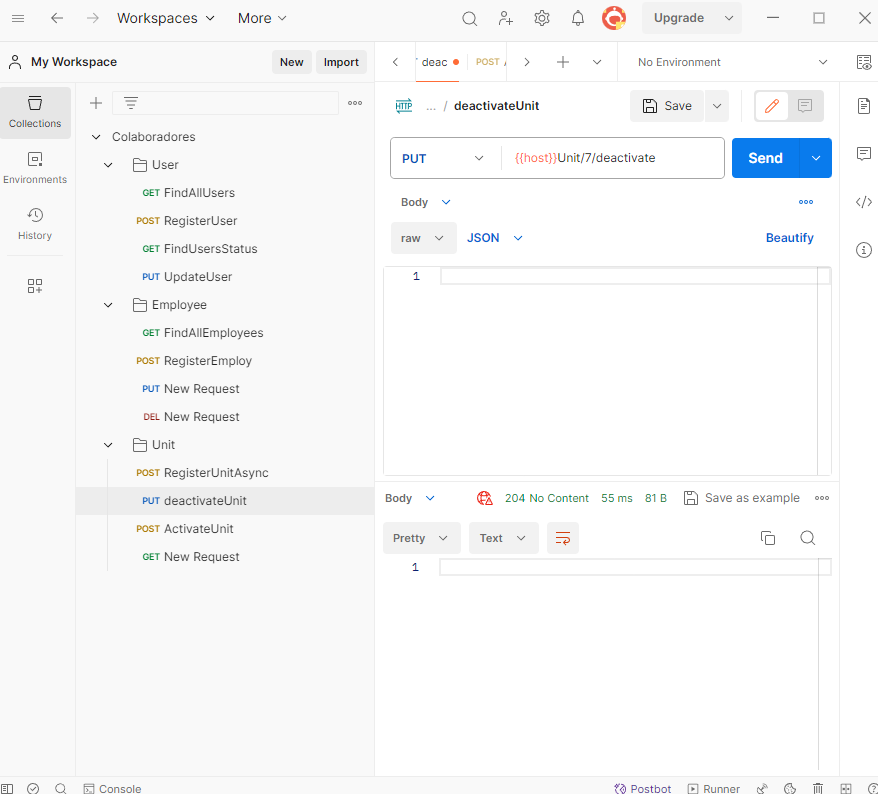 Workspaces More Upgrade
My Workspace New Import
deac POST No Environment
Collections
Environments
History
Colaboradores
User
GET FindAllUsers
POST RegisterUser
GET FindUsersStatus
PUT UpdateUser
Employee
GET FindAllEmployees
POST RegisterEmploy
PUT New Request
DEL New Request
Unit
POST RegisterUnitAsync
PUT deactivateUnit
POST ActivateUnit
GET New Request
HTTP ... / deactivateUnit Save
PUT {{host}}Unit/7/deactivate Send
Body
raw JSON Beautify
1
Body 204 No Content 55 ms 81 B Save as example
Pretty Text
1
Console Postbot Runner